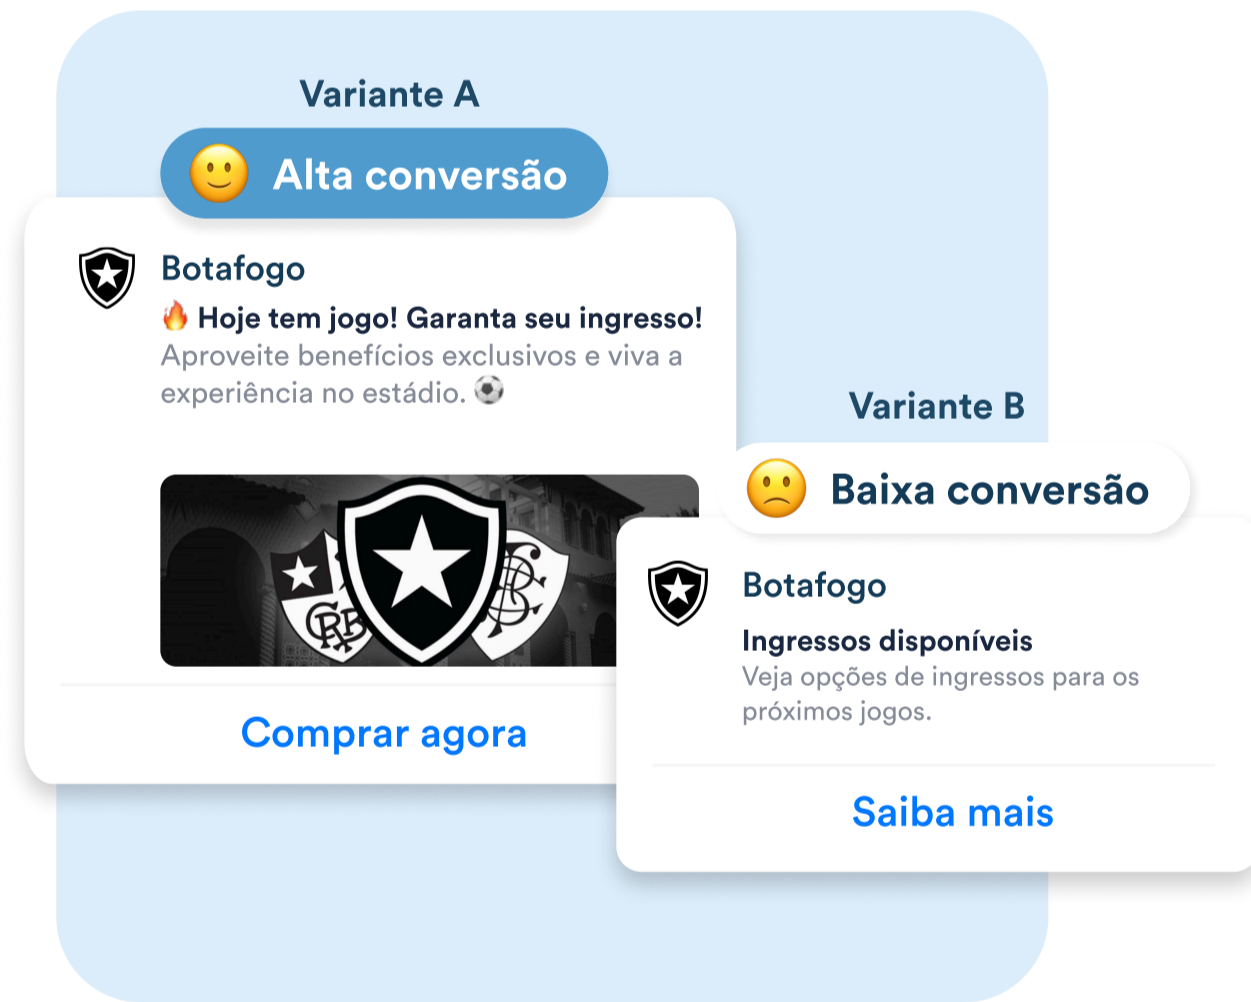 Variante A
Alta conversão
Botafogo
Hoje tem jogo! Garanta seu ingresso!
Aproveite benefícios exclusivos e viva a
experiência no estádio.
Comprar agora
Variante B
Baixa conversão
Botafogo
Ingressos disponíveis
Veja opções de ingressos para os
próximos jogos.
Saiba mais